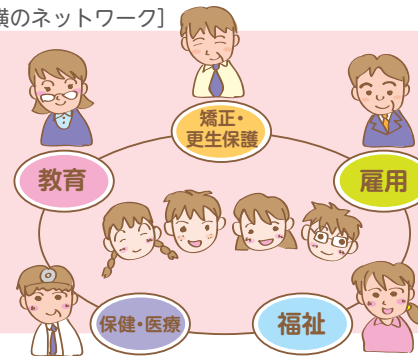 横のネットワーク]
矯正・
更生保護
教育
雇用
保健・医療
福祉